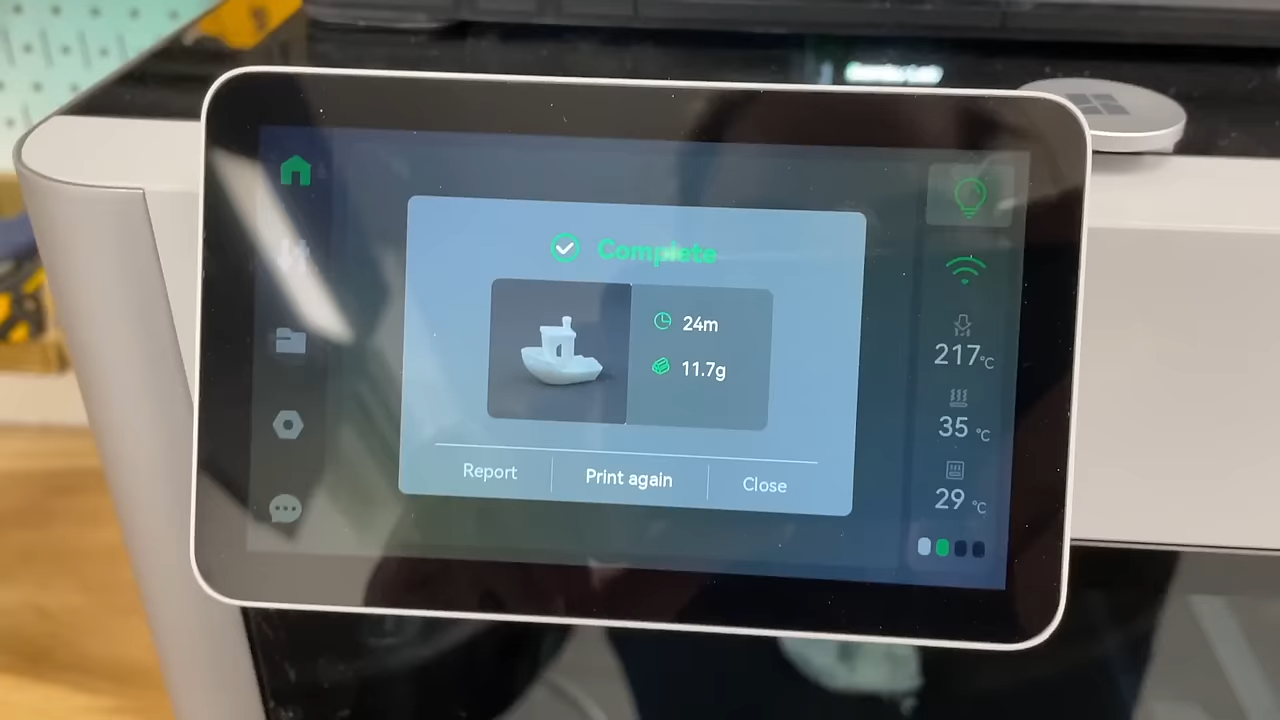 Complete
24m
11.7g
Report
Print again
Close
217°C
35 °C
29 °C